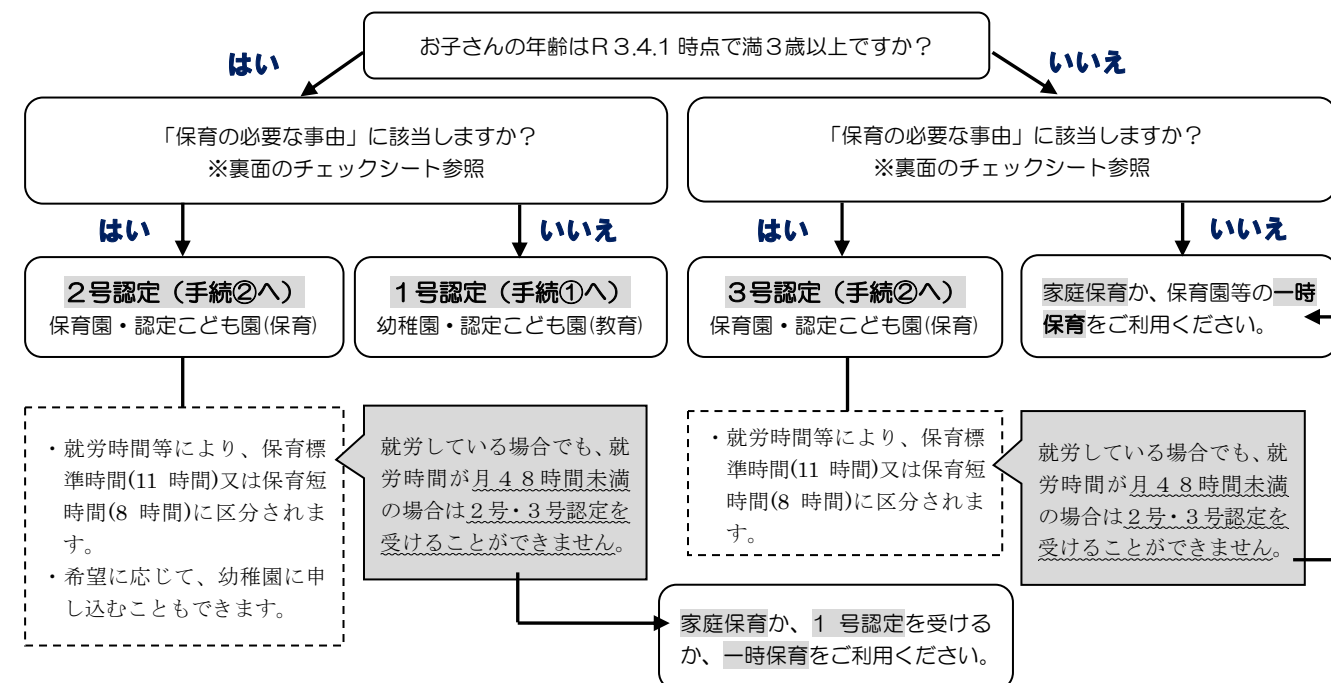 お子さんの年齢はＲ３.4.1 時点で満３歳以上ですか？
はい
いいえ
「保育の必要な事由」に該当しますか？
※裏面のチェックシート参照
「保育の必要な事由」に該当しますか？
※裏面のチェックシート参照
はい
いいえ
はい
いいえ
２号認定（手続②へ）
保育園・認定こども園(保育)
１号認定（手続①へ）
幼稚園・認定こども園(教育)
３号認定（手続②へ）
保育園・認定こども園(保育)
家庭保育か、保育園等の一時
保育をご利用ください。
・就労時間等により、保育標
準時間(11 時間)又は保育短
時間(8 時間)に区分されま
す。
・希望に応じて、幼稚園に申
し込むこともできます。
就労している場合でも、就
労時間が月４８時間未満
の場合は２号・３号認定を
受けることができません。
・就労時間等により、保育標
準時間(11 時間)又は保育短
時間(8 時間)に区分されま
す。
就労している場合でも、就
労時間が月４８時間未満
の場合は２号・３号認定を
受けることができません。
家庭保育か、１ 号認定を受ける
か、一時保育をご利用ください。